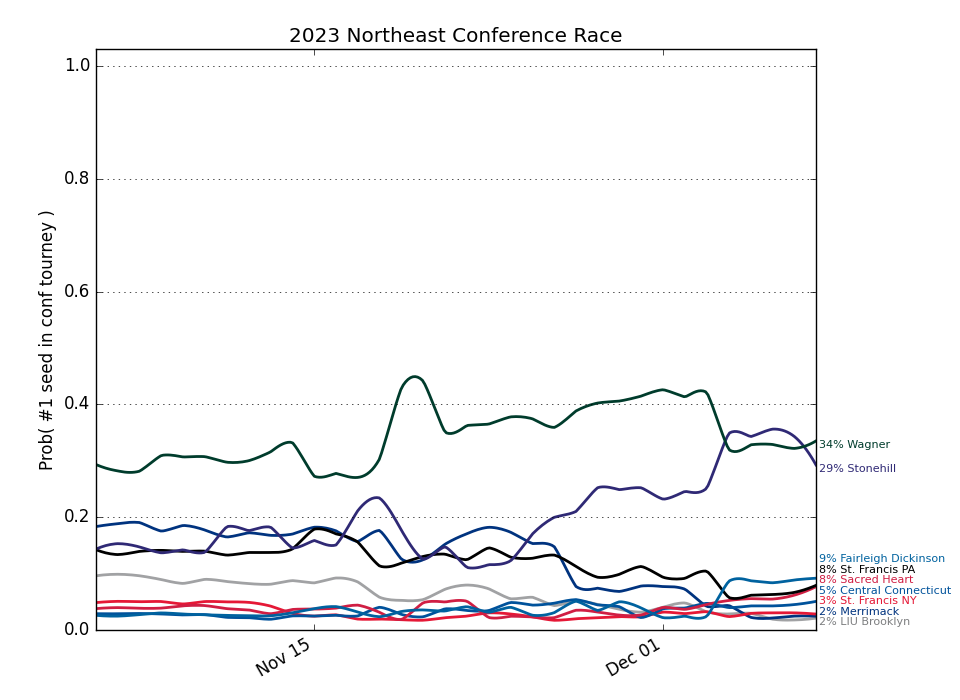 2023 Northeast Conference Race
Prob( #1 seed in conf tourney )
1.0
0.8
0.6
0.4
0.2
0.0
Nov 15
Dec 01
34% Wagner
29% Stonehill
9% Fairleigh Dickinson
8% St. Francis PA
8% Sacred Heart
5% Central Connecticut
3% St. Francis NY
2% Merrimack
2% LIU Brooklyn